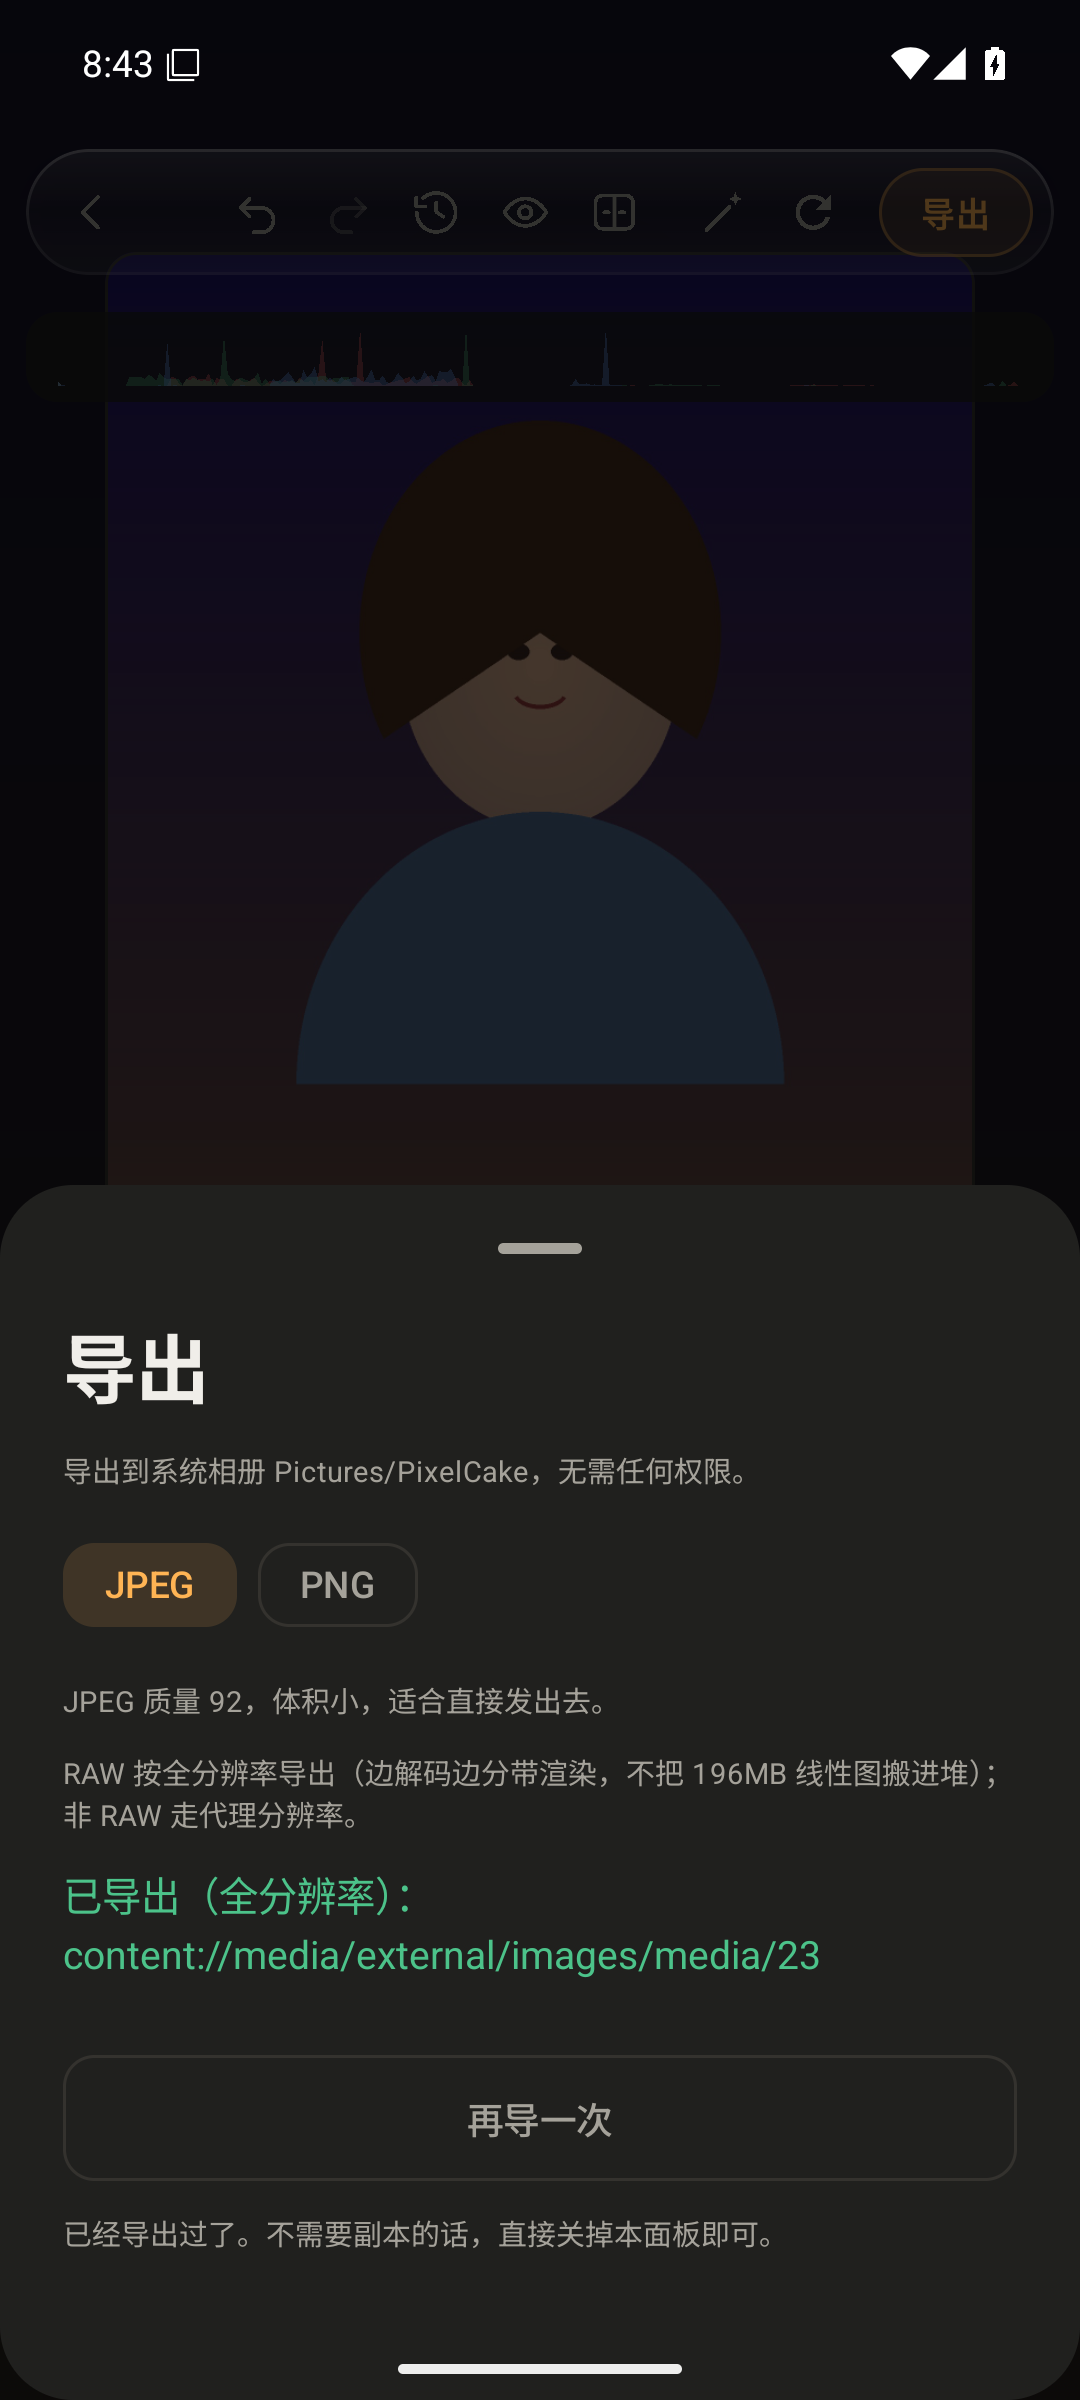 8:43
导出
导出
导出到系统相册 Pictures/PixelCake，无需任何权限。
JPEG
PNG
JPEG 质量 92，体积小，适合直接发出去。
RAW 按全分辨率导出（边解码边分带渲染，不把 196MB 线性图搬进堆）；
非 RAW 走代理分辨率。
已导出（全分辨率）：
content://media/external/images/media/23
再导一次
已经导出过了。不需要副本的话，直接关掉本面板即可。